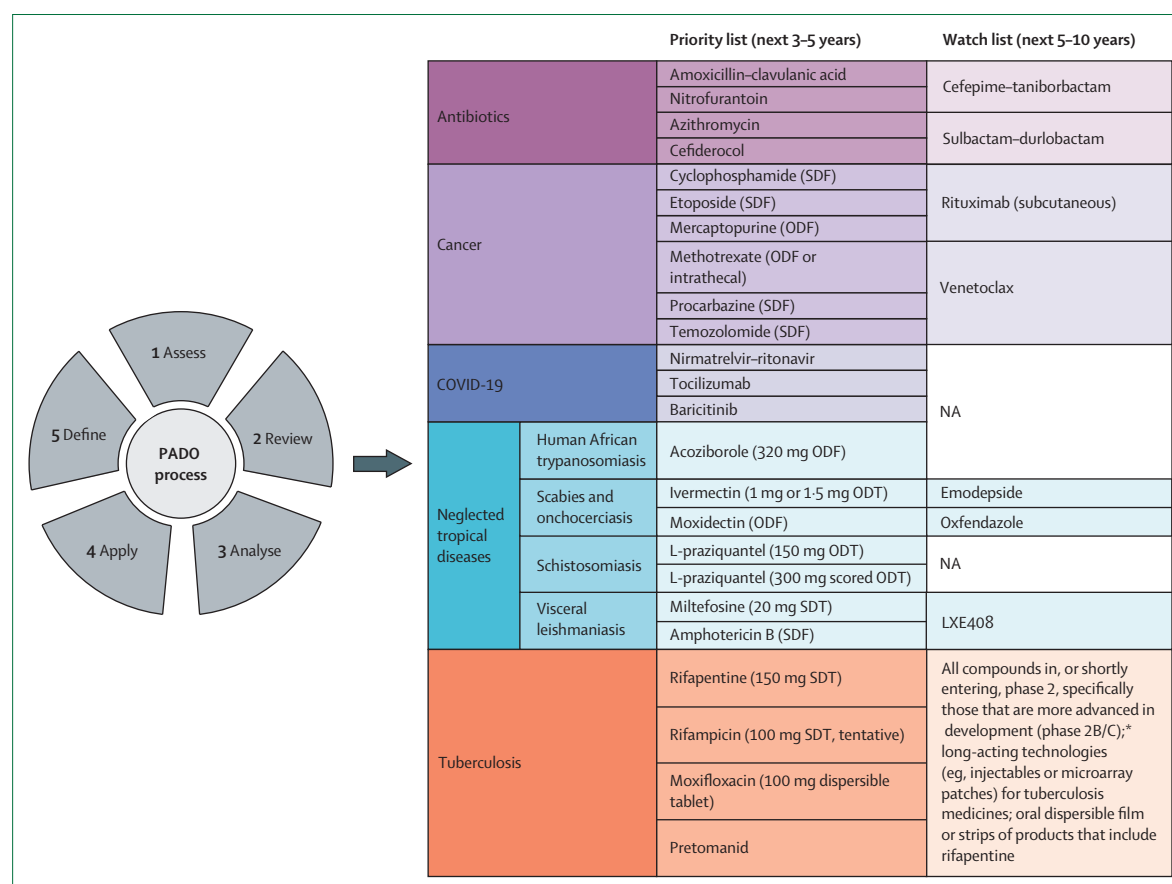 Priority list (next 3–5 years)
Watch list (next 5–10 years)
1 Assess
2 Review
3 Analyse
4 Apply
5 Define
PADO
process
Antibiotics
Amoxicillin–clavulanic acid
Nitrofurantoin
Azithromycin
Cefiderocol
Cefepime–taniborbactam
Sulbactam–durlobactam
Cancer
Cyclophosphamide (SDF)
Etoposide (SDF)
Mercaptopurine (ODF)
Methotrexate (ODF or
intrathecal)
Procarbazine (SDF)
Temozolomide (SDF)
Rituximab (subcutaneous)
Venetoclax
COVID-19
Nirmatrelvir–ritonavir
Tocilizumab
Baricitinib
NA
Neglected
tropical
diseases
Human African
trypanosomiasis
Acoziborole (320 mg ODF)
Scabies and
onchocerciasis
Ivermectin (1 mg or 1·5 mg ODT)
Moxidectin (ODF)
Emodepside
Oxfendazole
Schistosomiasis
L-praziquantel (150 mg ODT)
L-praziquantel (300 mg scored ODT)
NA
Visceral
leishmaniasis
Miltefosine (20 mg SDT)
Amphotericin B (SDF)
LXE408
Tuberculosis
Rifapentine (150 mg SDT)
Rifampicin (100 mg SDT, tentative)
Moxifloxacin (100 mg dispersible
tablet)
Pretomanid
All compounds in, or shortly
entering, phase 2, specifically
those that are more advanced in
development (phase 2B/C);*
long-acting technologies
(eg, injectables or microarray
patches) for tuberculosis
medicines; oral dispersible film
or strips of products that include
rifapentine